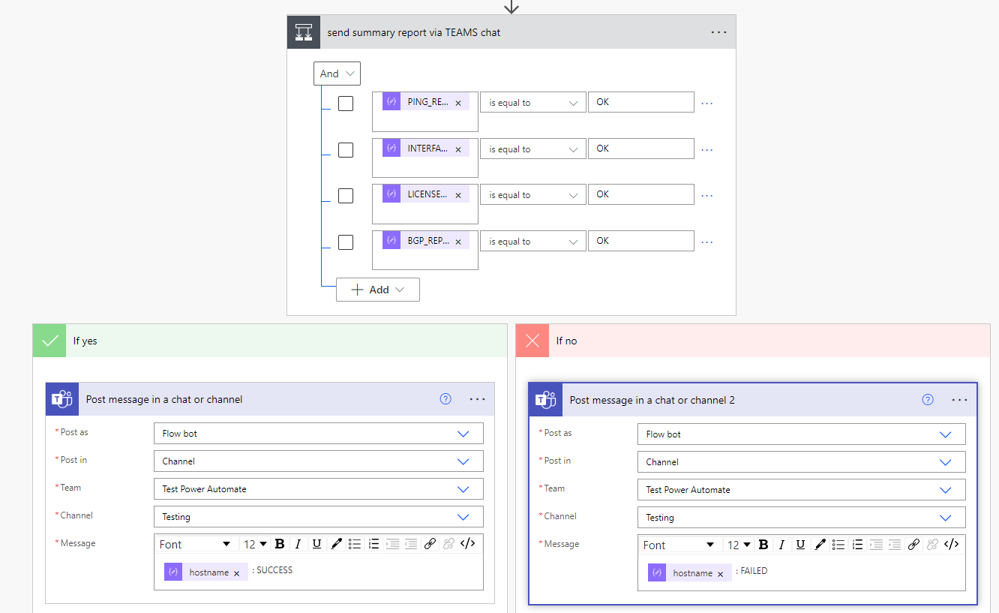 send summary report via TEAMS chat
And
PING_RE... is equal to OK
INTERFA... is equal to OK
LICENSE... is equal to OK
BGP_REP... is equal to OK
Add
If yes
Post message in a chat or channel
* Post as Flow bot
* Post in Channel
* Team Test Power Automate
* Channel Testing
* Message Font 12 B I U </>
hostname : SUCCESS
If no
Post message in a chat or channel 2
* Post as Flow bot
* Post in Channel
* Team Test Power Automate
* Channel Testing
* Message Font 12 B I U </>
hostname : FAILED